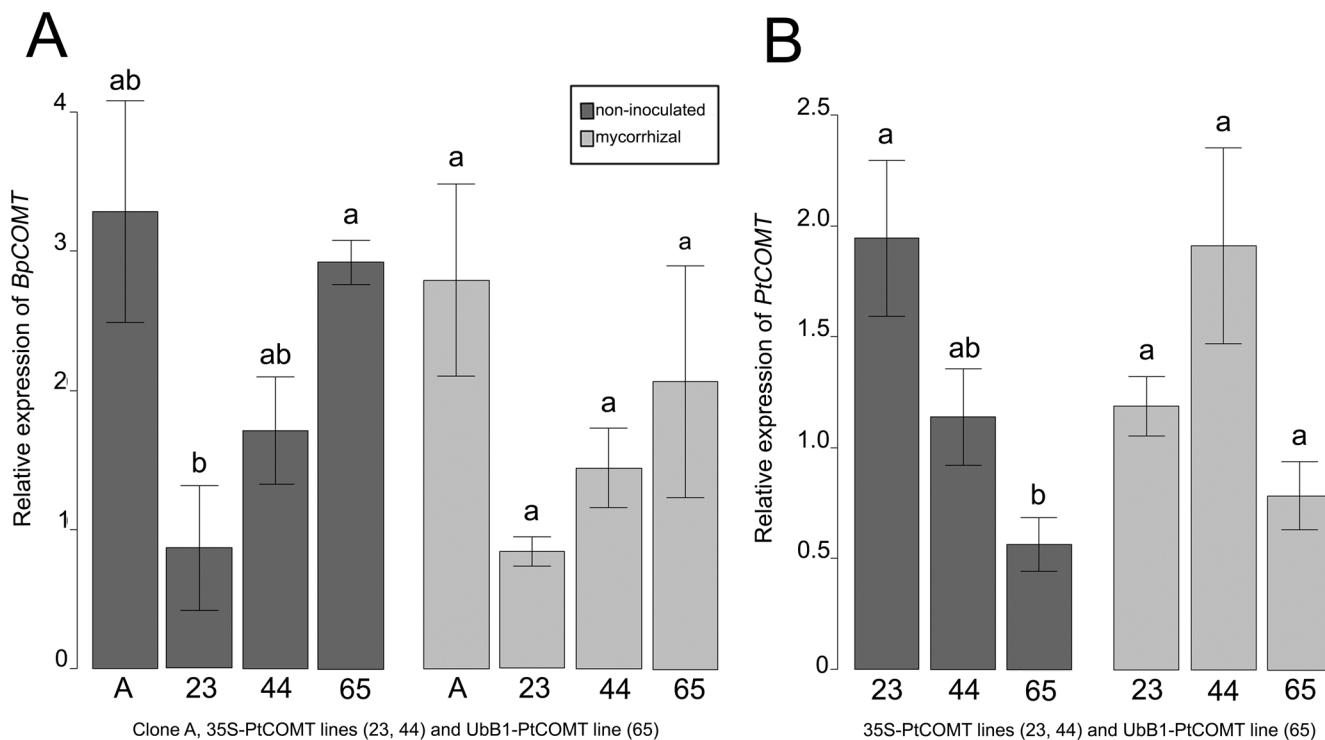 A
B
ab
4
3
2
1
0
Relative expression of BpCOMT
b
ab
a
non-inoculated
mycorrhizal
a
a
a
a
A 23 44 65 A 23 44 65
Clone A, 35S-PtCOMT lines (23, 44) and UbB1-PtCOMT line (65)
2.5
2.0
1.5
1.0
0.5
0
Relative expression of PtCOMT
a
ab
b
a
a
a
23 44 65 23 44 65
35S-PtCOMT lines (23, 44) and UbB1-PtCOMT line (65)